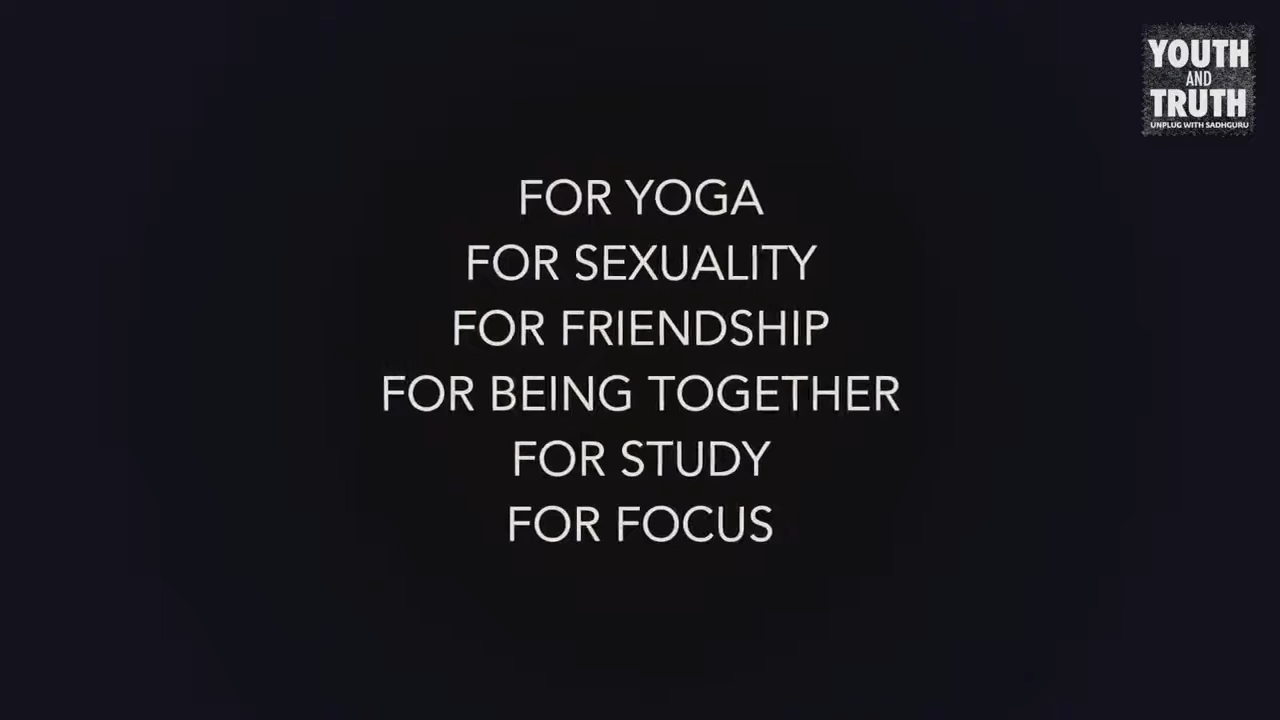 YOUTH
AND
TRUTH
UNPLUG WITH SADHGURU
FOR YOGA
FOR SEXUALITY
FOR FRIENDSHIP
FOR BEING TOGETHER
FOR STUDY
FOR FOCUS